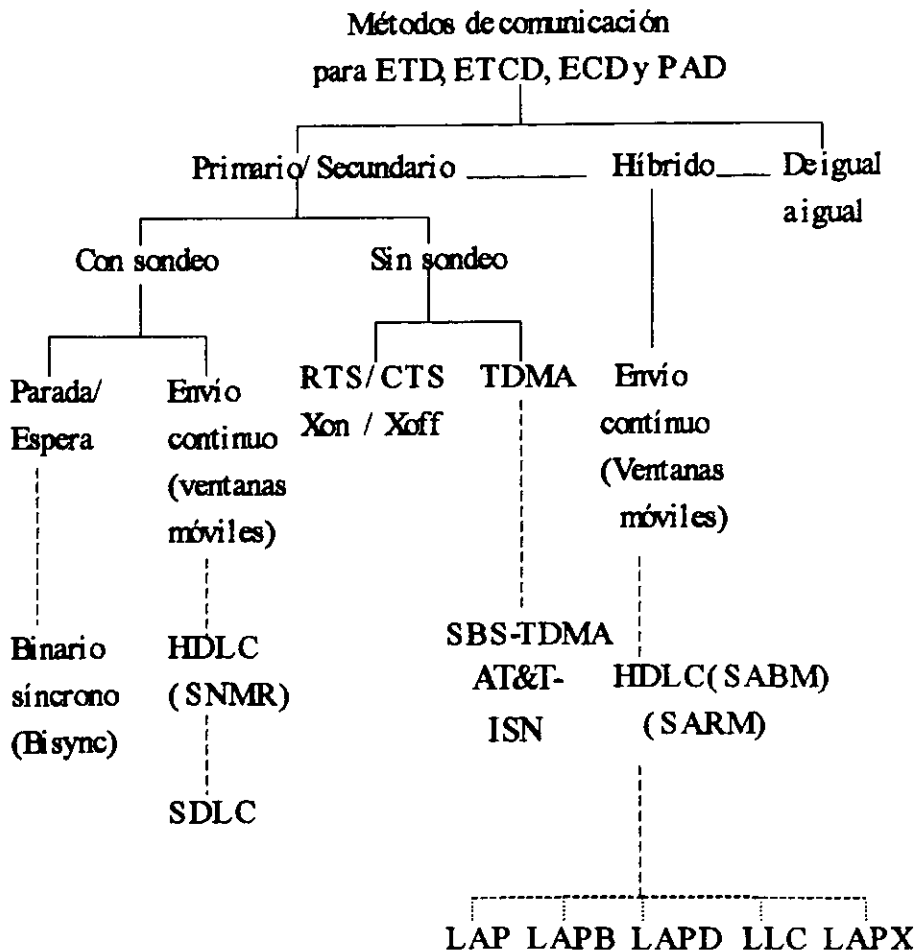 Métodos de comunicación
para ETD, ETCD, ECD y PAD
Primario/ Secundario
Híbrido
De igual
a igual
Con sondeo
Sin sondeo
Parada/
Espera
Envío
continuo
(ventanas
móviles)
RTS/CTS
Xon / Xoff
TDMA
Envío
contínuo
(Ventanas
móviles)
Binario
síncrono
(Bisync)
HDLC
(SNMR)
SDLC
SBS-TDMA
AT&T-
ISN
HDLC(SABM)
(SARM)
LAP LAPB LAPD LLC LAPX